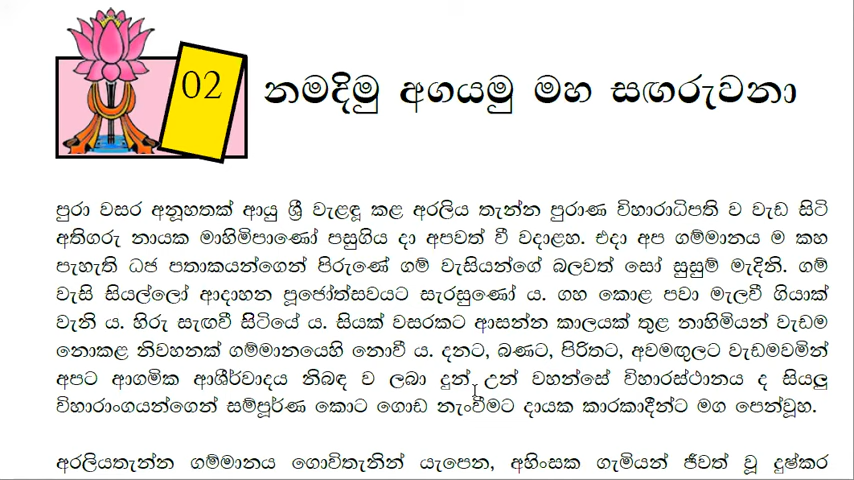 02
නමදිමු අගයමු මහ සඟරුවනා
පුරා වසර අනූහතක් ආයු ශ්‍රී වැළඳූ කළ අරලිය තැන්න පුරාණ විහාරාධිපති ව වැඩ සිටි
අතිගරු නායක මාහිමිපාණෝ පසුගිය දා අපවත් වී වදාළහ. එදා අප ගම්මානය ම කහ
පැහැති ධජ පතාකයන්ගෙන් පිරුණේ ගම් වැසියන්ගේ බලවත් සෝ සුසුම් මැදිනි. ගම්
වැසි සියල්ලෝ ආදාහන පූජෝත්සවයට සැරසුණෝ ය. ගහ කොළ පවා මැලවී ගියාක්
වැනි ය. හිරු සැඟවී සිටියේ ය. සියක් වසරකට ආසන්න කාලයක් තුළ නාහිමියන් වැඩම
නොකළ නිවහනක් ගම්මානයෙහි නොවී ය. දනට, බණට, පිරිතට, අවමඟුලට වැඩමවමින්
අපට ආගමික ආශීර්වාදය නිබඳ ව ලබා දුන් උන් වහන්සේ විහාරස්ථානය ද සියලු
විහාරාංගයන්ගෙන් සම්පූර්ණ කොට ගොඩ නැංවීමට දායක කාරකාදීන්ට මග පෙන්වූහ.
අරලියතැන්න ගම්මානය ගොවිතැනින් යැපෙන, අහිංසක ගැමියන් ජීවත් වූ දුෂ්කර